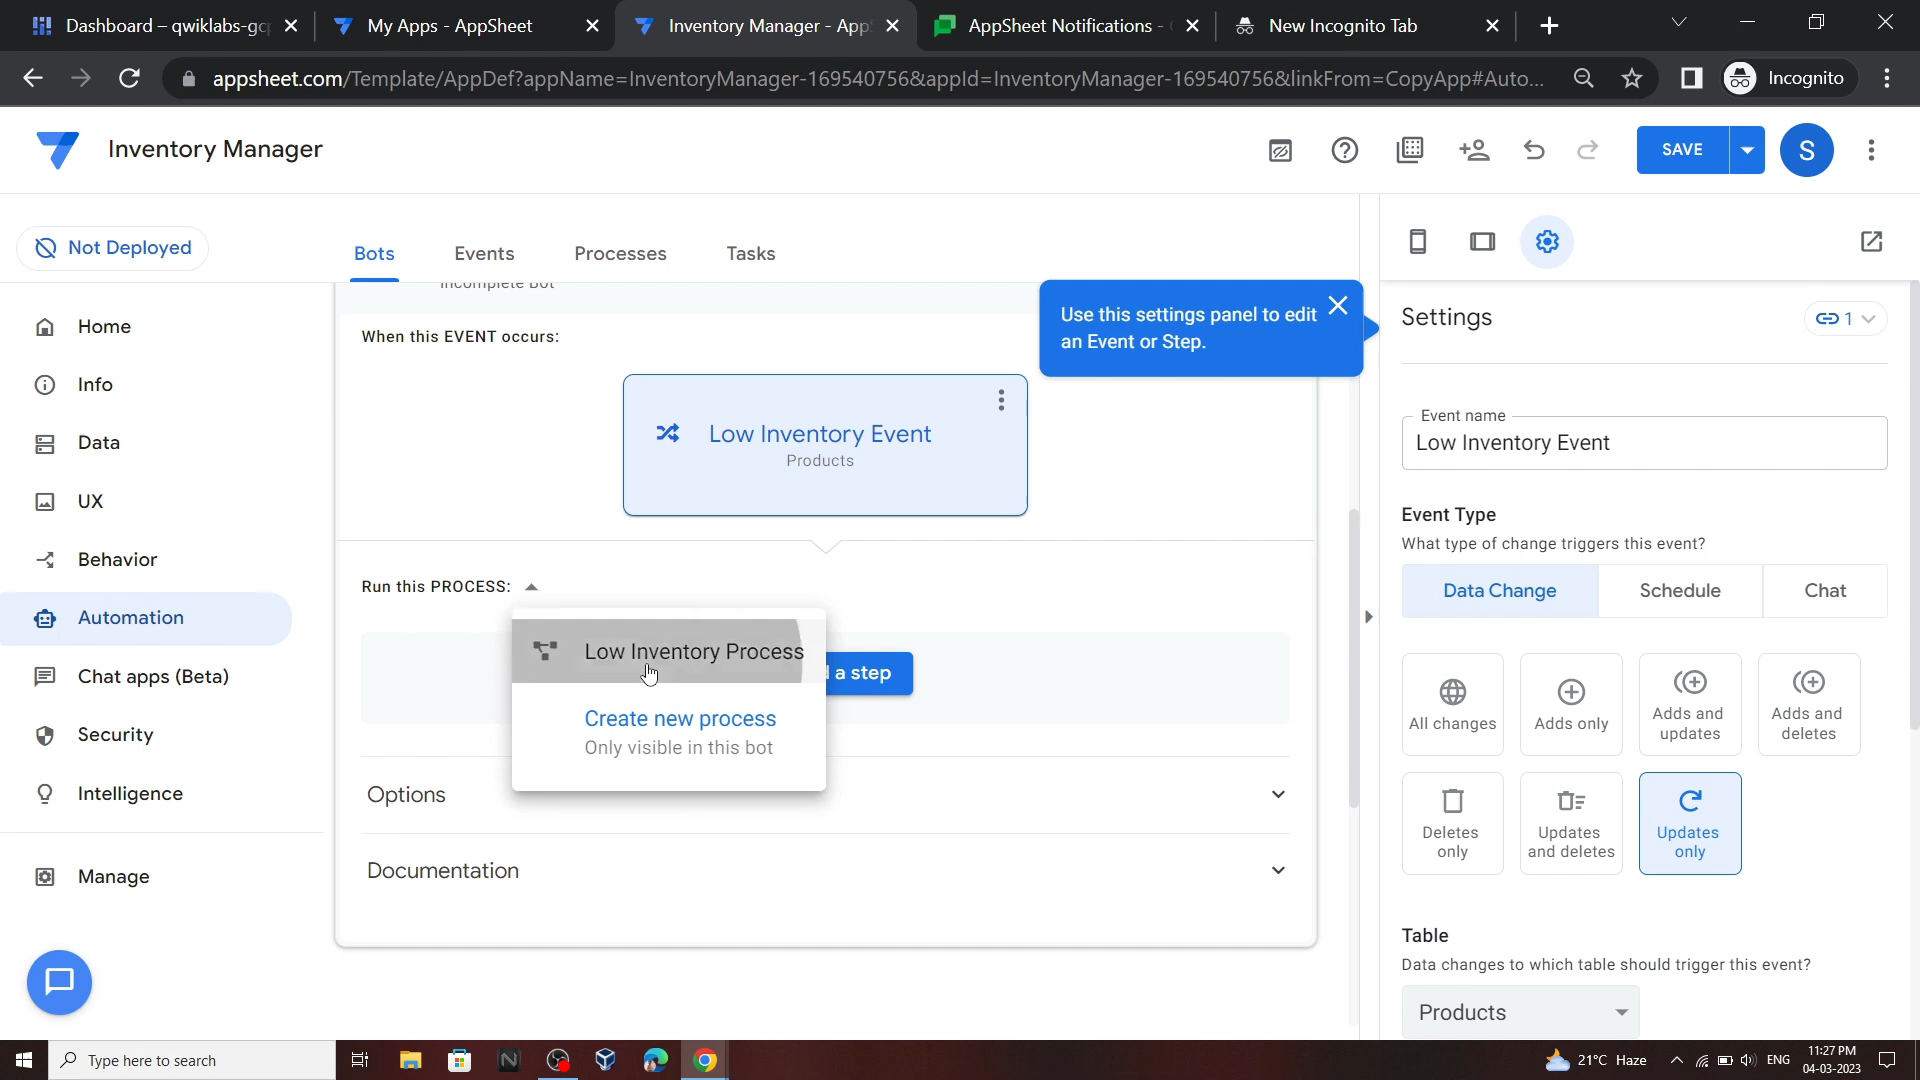 Dashboard – qwiklabs-gcp
My Apps - AppSheet
Inventory Manager - App
AppSheet Notifications -
New Incognito Tab
appsheet.com/Template/AppDef?appName=InventoryManager-169540756&appId=InventoryManager-169540756&linkFrom=CopyApp#Auto...
Incognito
Inventory Manager
SAVE
S
Not Deployed
Bots
Events
Processes
Tasks
Incomplete Bot
Home
Info
Data
UX
Behavior
Automation
Chat apps (Beta)
Security
Intelligence
Manage
When this EVENT occurs:
Low Inventory Event
Products
Run this PROCESS:
Low Inventory Process
a step
Create new process
Only visible in this bot
Options
Documentation
Use this settings panel to edit
an Event or Step.
Settings
1
Event name
Low Inventory Event
Event Type
What type of change triggers this event?
Data Change
Schedule
Chat
All changes
Adds only
Adds and
updates
Adds and
deletes
Deletes
only
Updates
and deletes
Updates
only
Table
Data changes to which table should trigger this event?
Products
Type here to search
21°C Haze
ENG
11:27 PM
04-03-2023